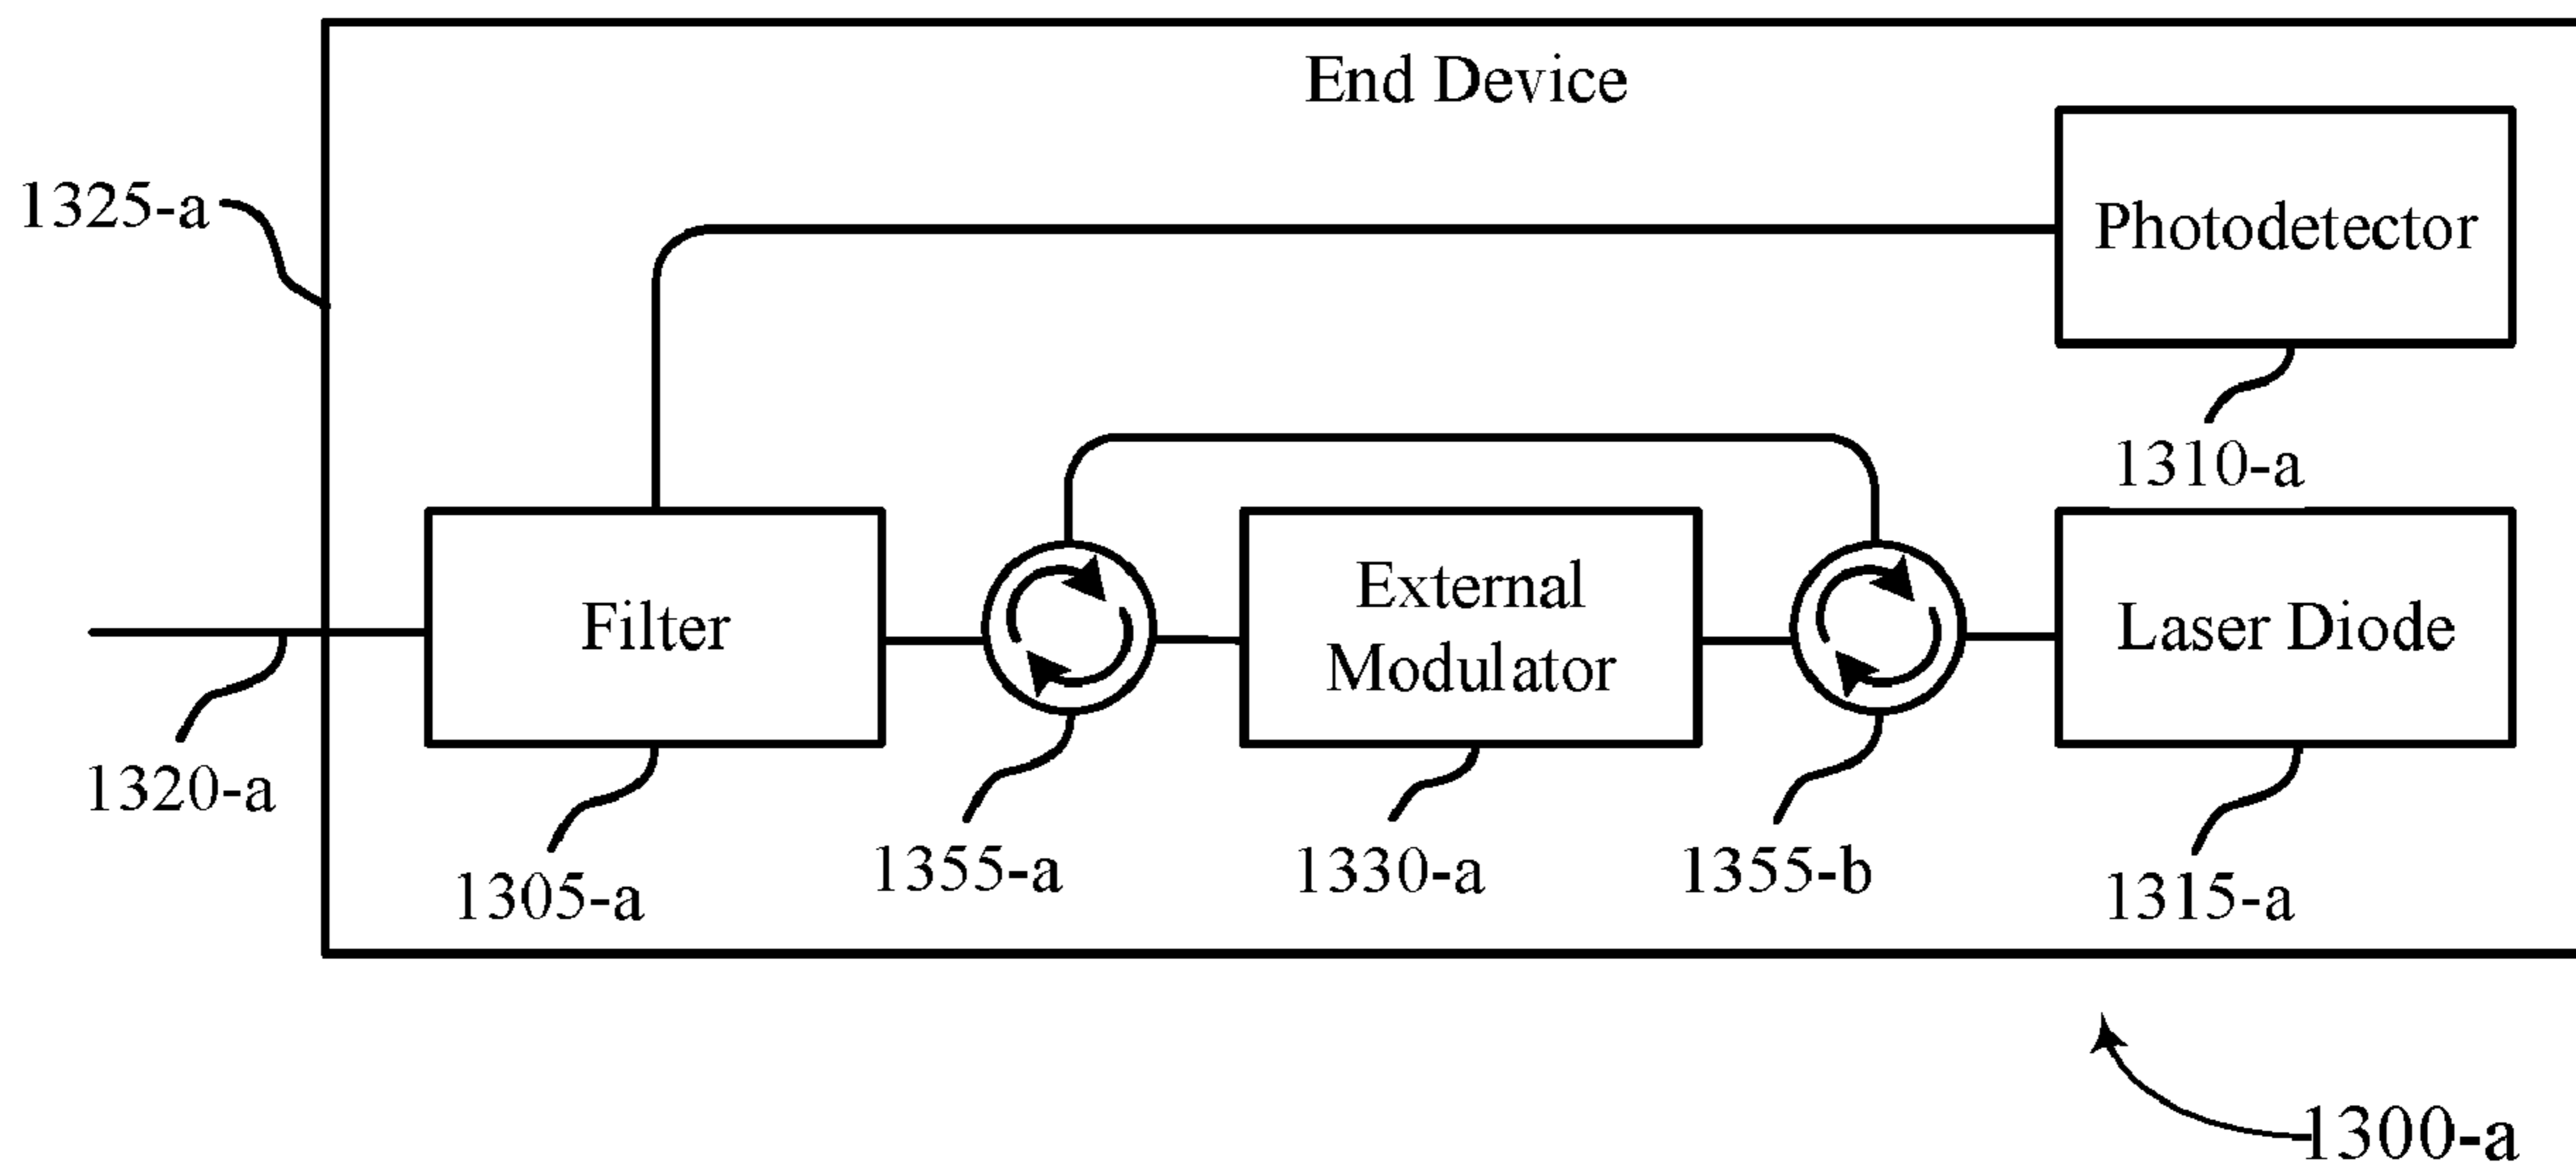 End Device
1325-a
Photodetector
1310-a
Filter
External
Modulator
Laser Diode
1320-a
1305-a
1355-a
1330-a
1355-b
1315-a
1300-a